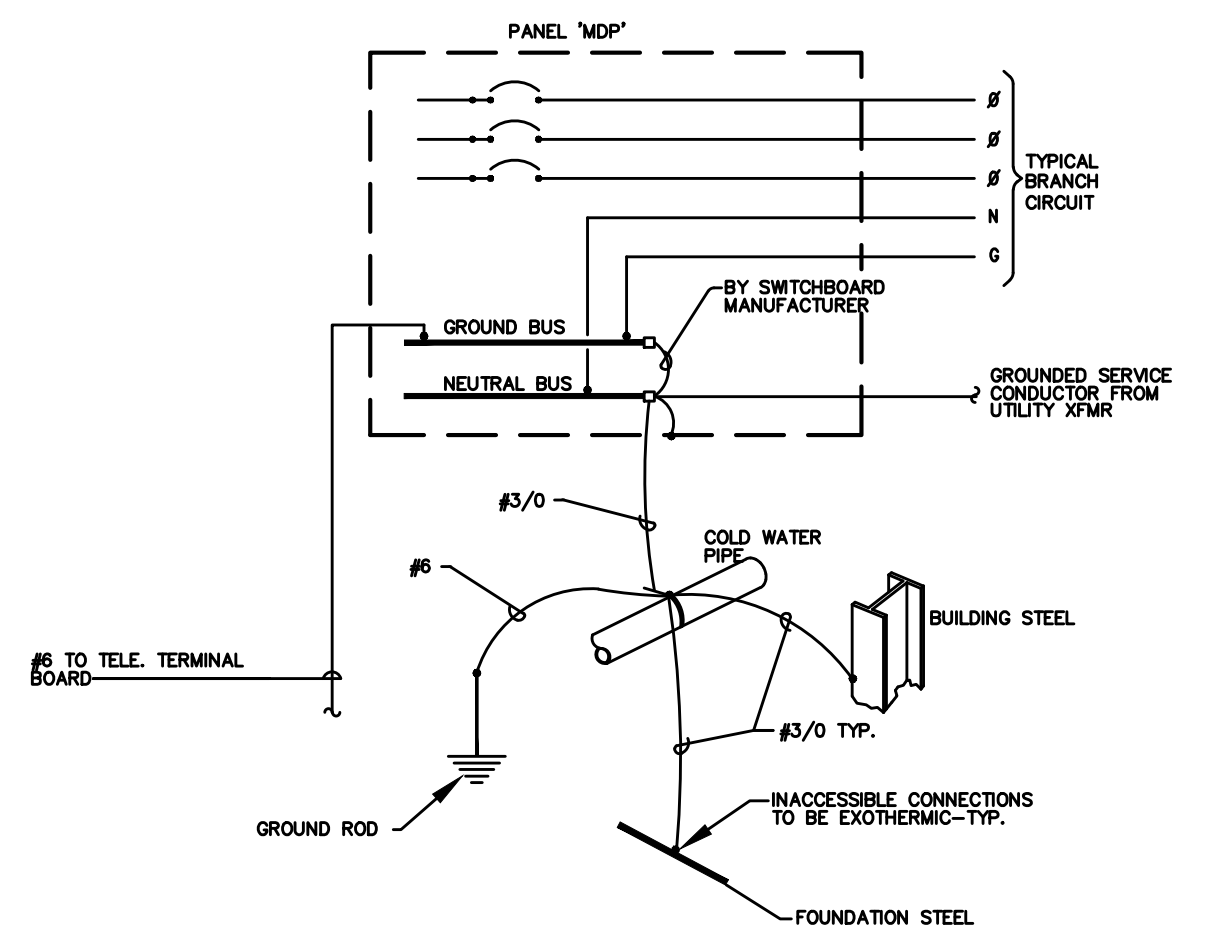 PANEL 'MDP'
Ø
Ø
Ø
N
G
TYPICAL
BRANCH
CIRCUIT
BY SWITCHBOARD
MANUFACTURER
GROUND BUS
NEUTRAL BUS
GROUNDED SERVICE
CONDUCTOR FROM
UTILITY XFMR
#3/0
COLD WATER
PIPE
#6
BUILDING STEEL
#6 TO TELE. TERMINAL
BOARD
#3/0 TYP.
INACCESSIBLE CONNECTIONS
TO BE EXOTHERMIC-TYP.
GROUND ROD
FOUNDATION STEEL